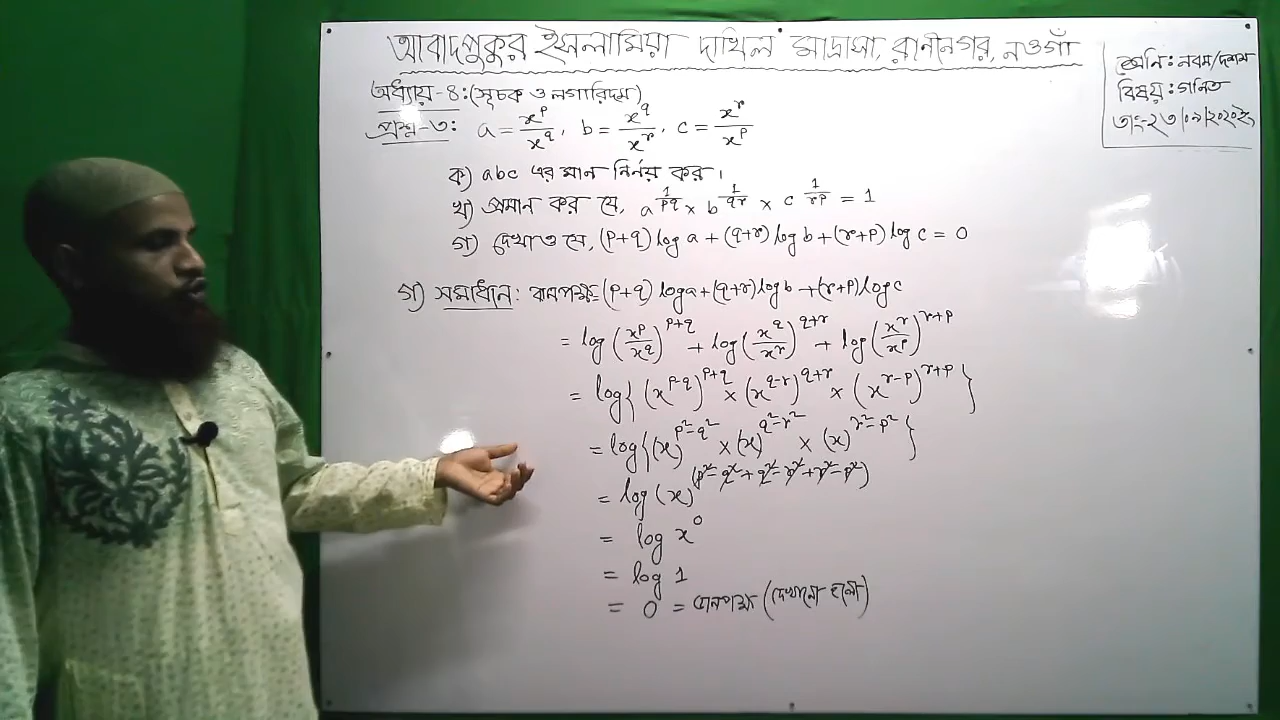 আবাদপুকুর ইসলামিয়া দাখিল মাদ্রাসা, রানীনগর, নওগাঁ
শ্রেনি: নবম/দশম
বিষয়: গনিত
তাং-২৩/০৯/২০২০ইং
অধ্যায়-৪: (সূচক ও লগারিদম)
প্রশ্ন-৩: a = x^p/x^q, b = x^q/x^r, c = x^r/x^p
ক) abc এর মান নির্নয় কর।
খ) প্রমান কর যে, a^(1/pq) × b^(1/qr) × c^(1/rp) = 1
গ) দেখাও যে, (p+q) log a + (q+r) log b + (r+p) log c = 0
গ) সমাধান: বামপক্ষ = (p+q) log a + (q+r) log b + (r+p) log c
= log (x^p/x^q)^(p+q) + log (x^q/x^r)^(q+r) + log (x^r/x^p)^(r+p)
= log { (x^(p-q))^(p+q) × (x^(q-r))^(q+r) × (x^(r-p))^(r+p) }
= log { (x)^(p²-q²) × (x)^(q²-r²) × (x)^(r²-p²) }
= log (x)^(p²-q²+q²-r²+r²-p²)
= log x^0
= log 1
= 0 = ডানপক্ষ (দেখানো হলো)